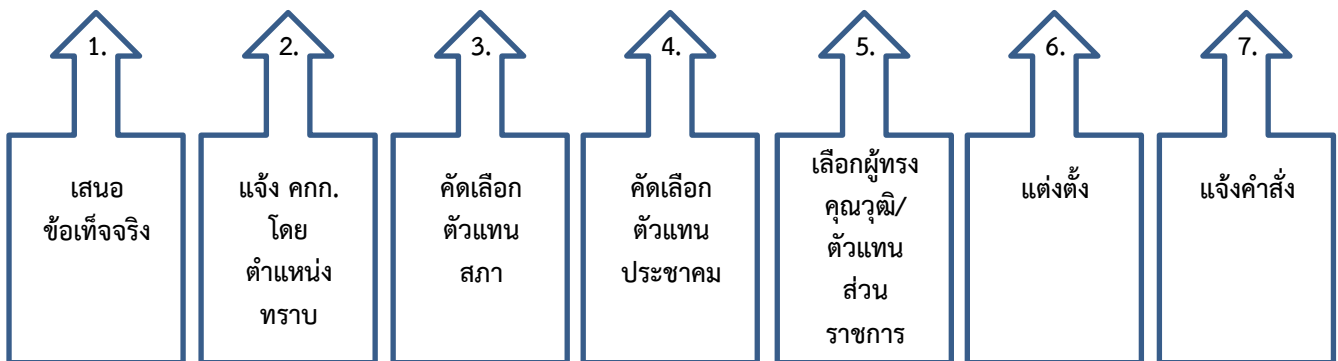 1.
เสนอ
ข้อเท็จจริง
2.
แจ้ง คกก.
โดย
ตำแหน่ง
ทราบ
3.
คัดเลือก
ตัวแทน
สภา
4.
คัดเลือก
ตัวแทน
ประชาคม
5.
เลือกผู้ทรง
คุณวุฒิ/
ตัวแทน
ส่วน
ราชการ
6.
แต่งตั้ง
7.
แจ้งคำสั่ง